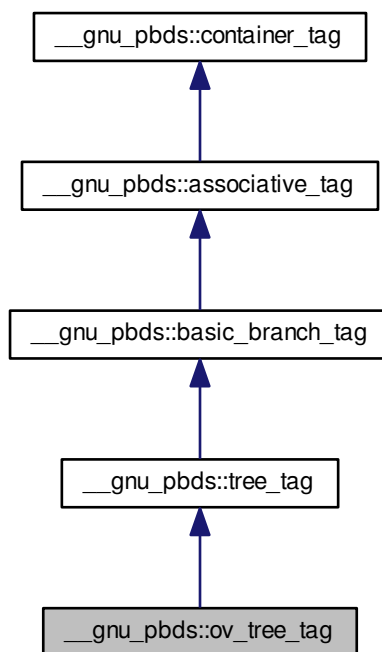 __gnu_pbds::container_tag
__gnu_pbds::associative_tag
__gnu_pbds::basic_branch_tag
__gnu_pbds::tree_tag
__gnu_pbds::ov_tree_tag